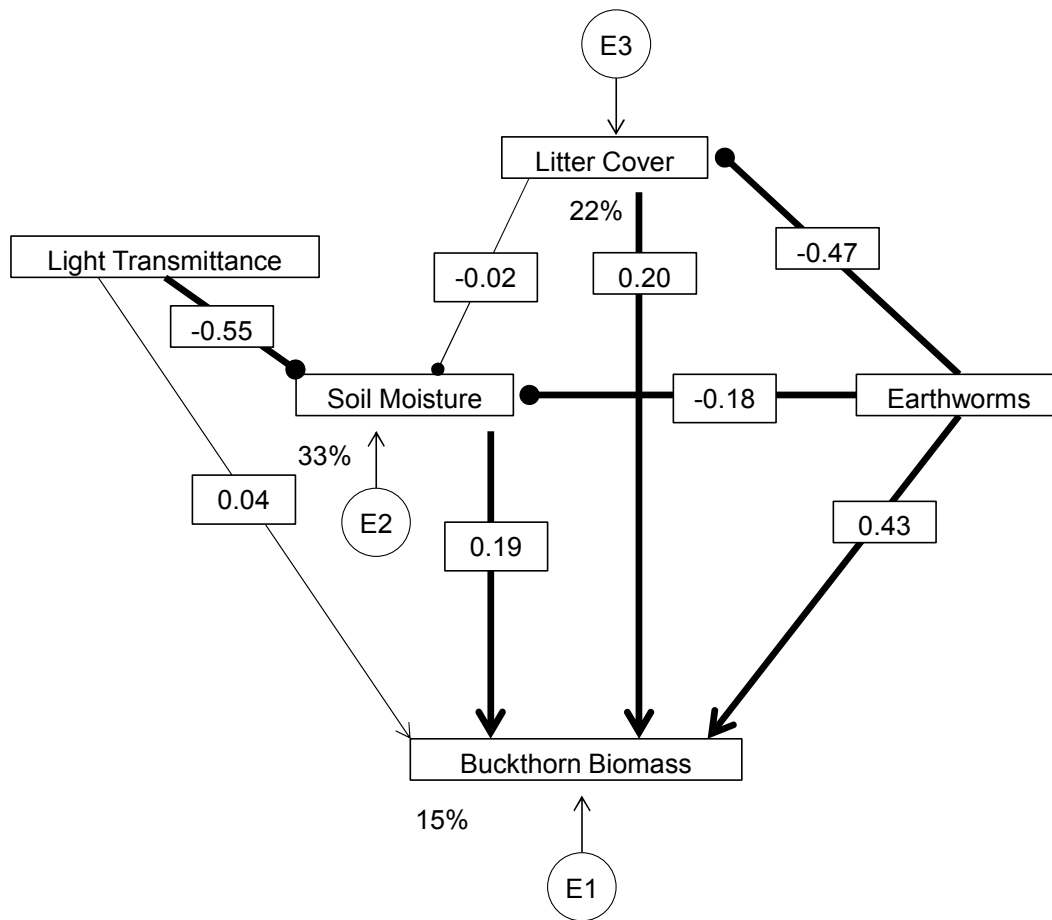 E3
Litter Cover
22%
Light Transmittance
-0.47
-0.02
0.20
-0.55
Soil Moisture
-0.18
Earthworms
33%
0.04
E2
0.19
0.43
Buckthorn Biomass
15%
E1